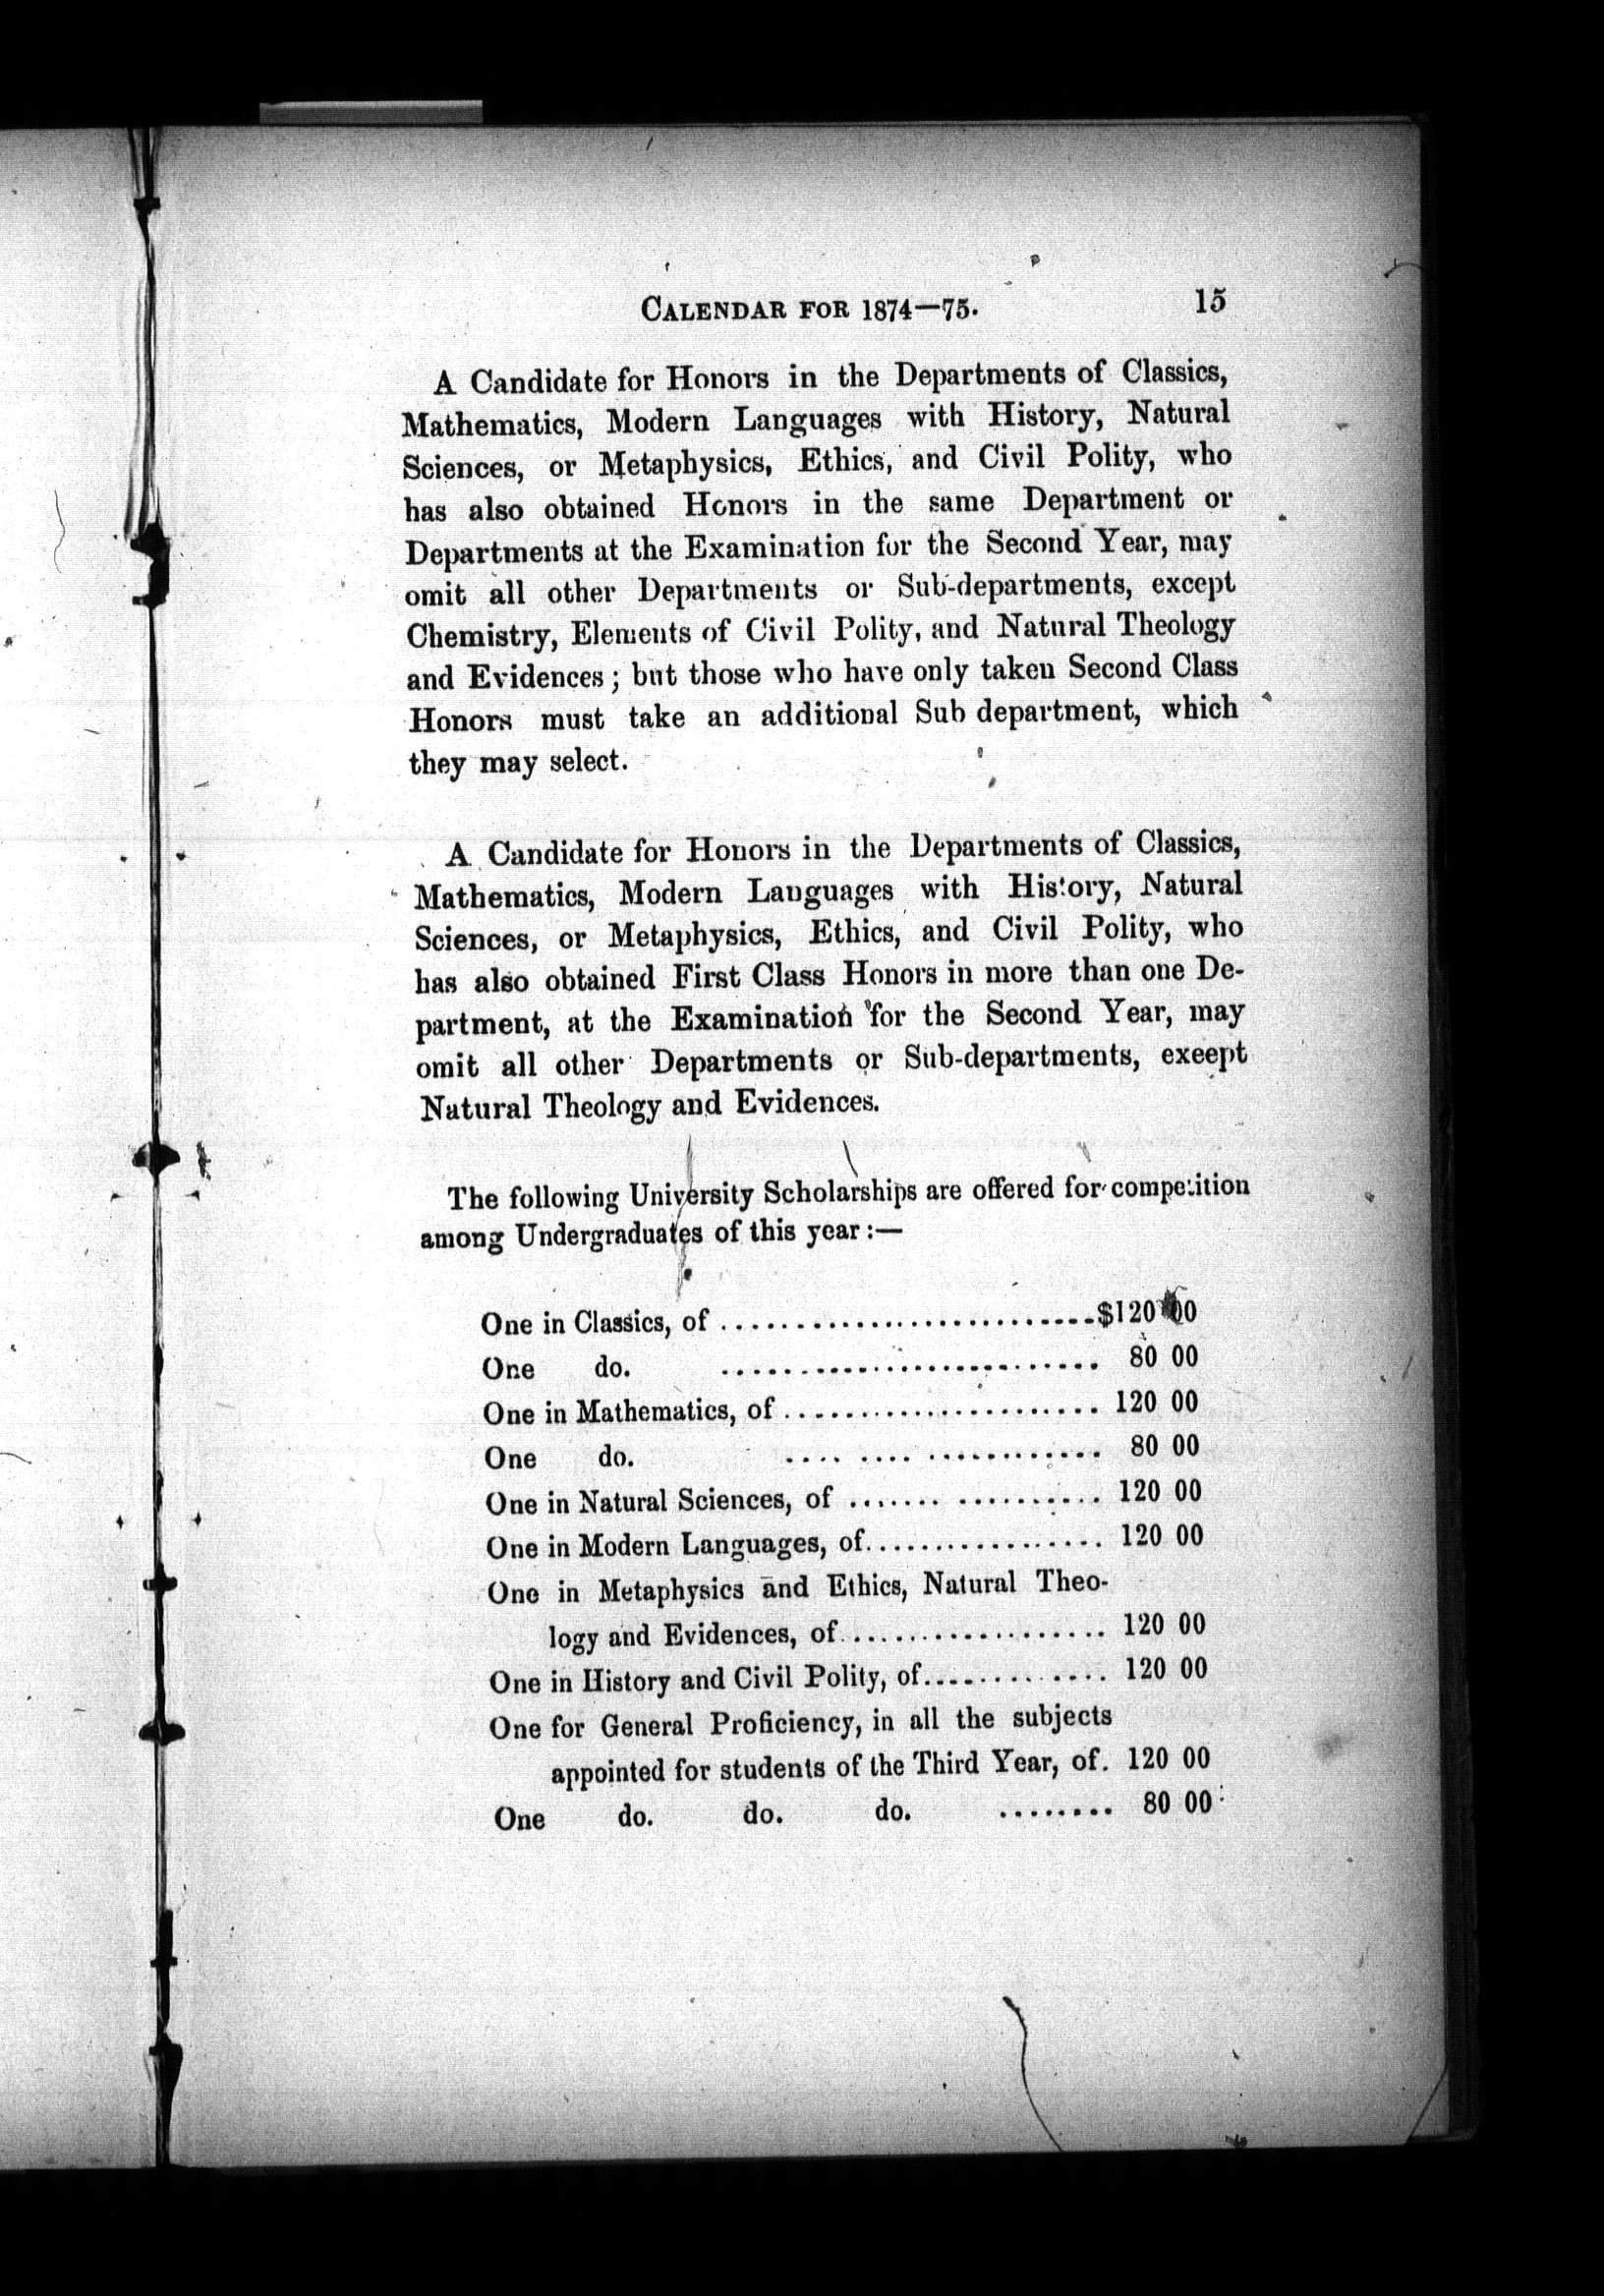 CALENDAR FOR 1874—75. 15
A Candidate for Honors in the Departments of Classics,
Mathematics, Modern Languages with History, Natural
Sciences, or Metaphysics, Ethics, and Civil Polity, who
has also obtained Honors in the same Department or
Departments at the Examination for the Second Year, may
omit all other Departments or Sub-departments, except
Chemistry, Elements of Civil Polity, and Natural Theology
and Evidences; but those who have only taken Second Class
Honors must take an additional Sub department, which
they may select.
A Candidate for Honors in the Departments of Classics,
Mathematics, Modern Languages with History, Natural
Sciences, or Metaphysics, Ethics, and Civil Polity, who
has also obtained First Class Honors in more than one De-
partment, at the Examination for the Second Year, may
omit all other Departments or Sub-departments, exeept
Natural Theology and Evidences.
The following University Scholarships are offered for competition
among Undergraduates of this year:—
One in Classics, of ............................$120 00
One do. ............................ 80 00
One in Mathematics, of ....................... 120 00
One do. .... .... ............ 80 00
One in Natural Sciences, of ....... .......... 120 00
One in Modern Languages, of.................. 120 00
One in Metaphysics and Ethics, Natural Theo-
logy and Evidences, of................... 120 00
One in History and Civil Polity, of.............. 120 00
One for General Proficiency, in all the subjects
appointed for students of the Third Year, of. 120 00
One do. do. do. ........ 80 00